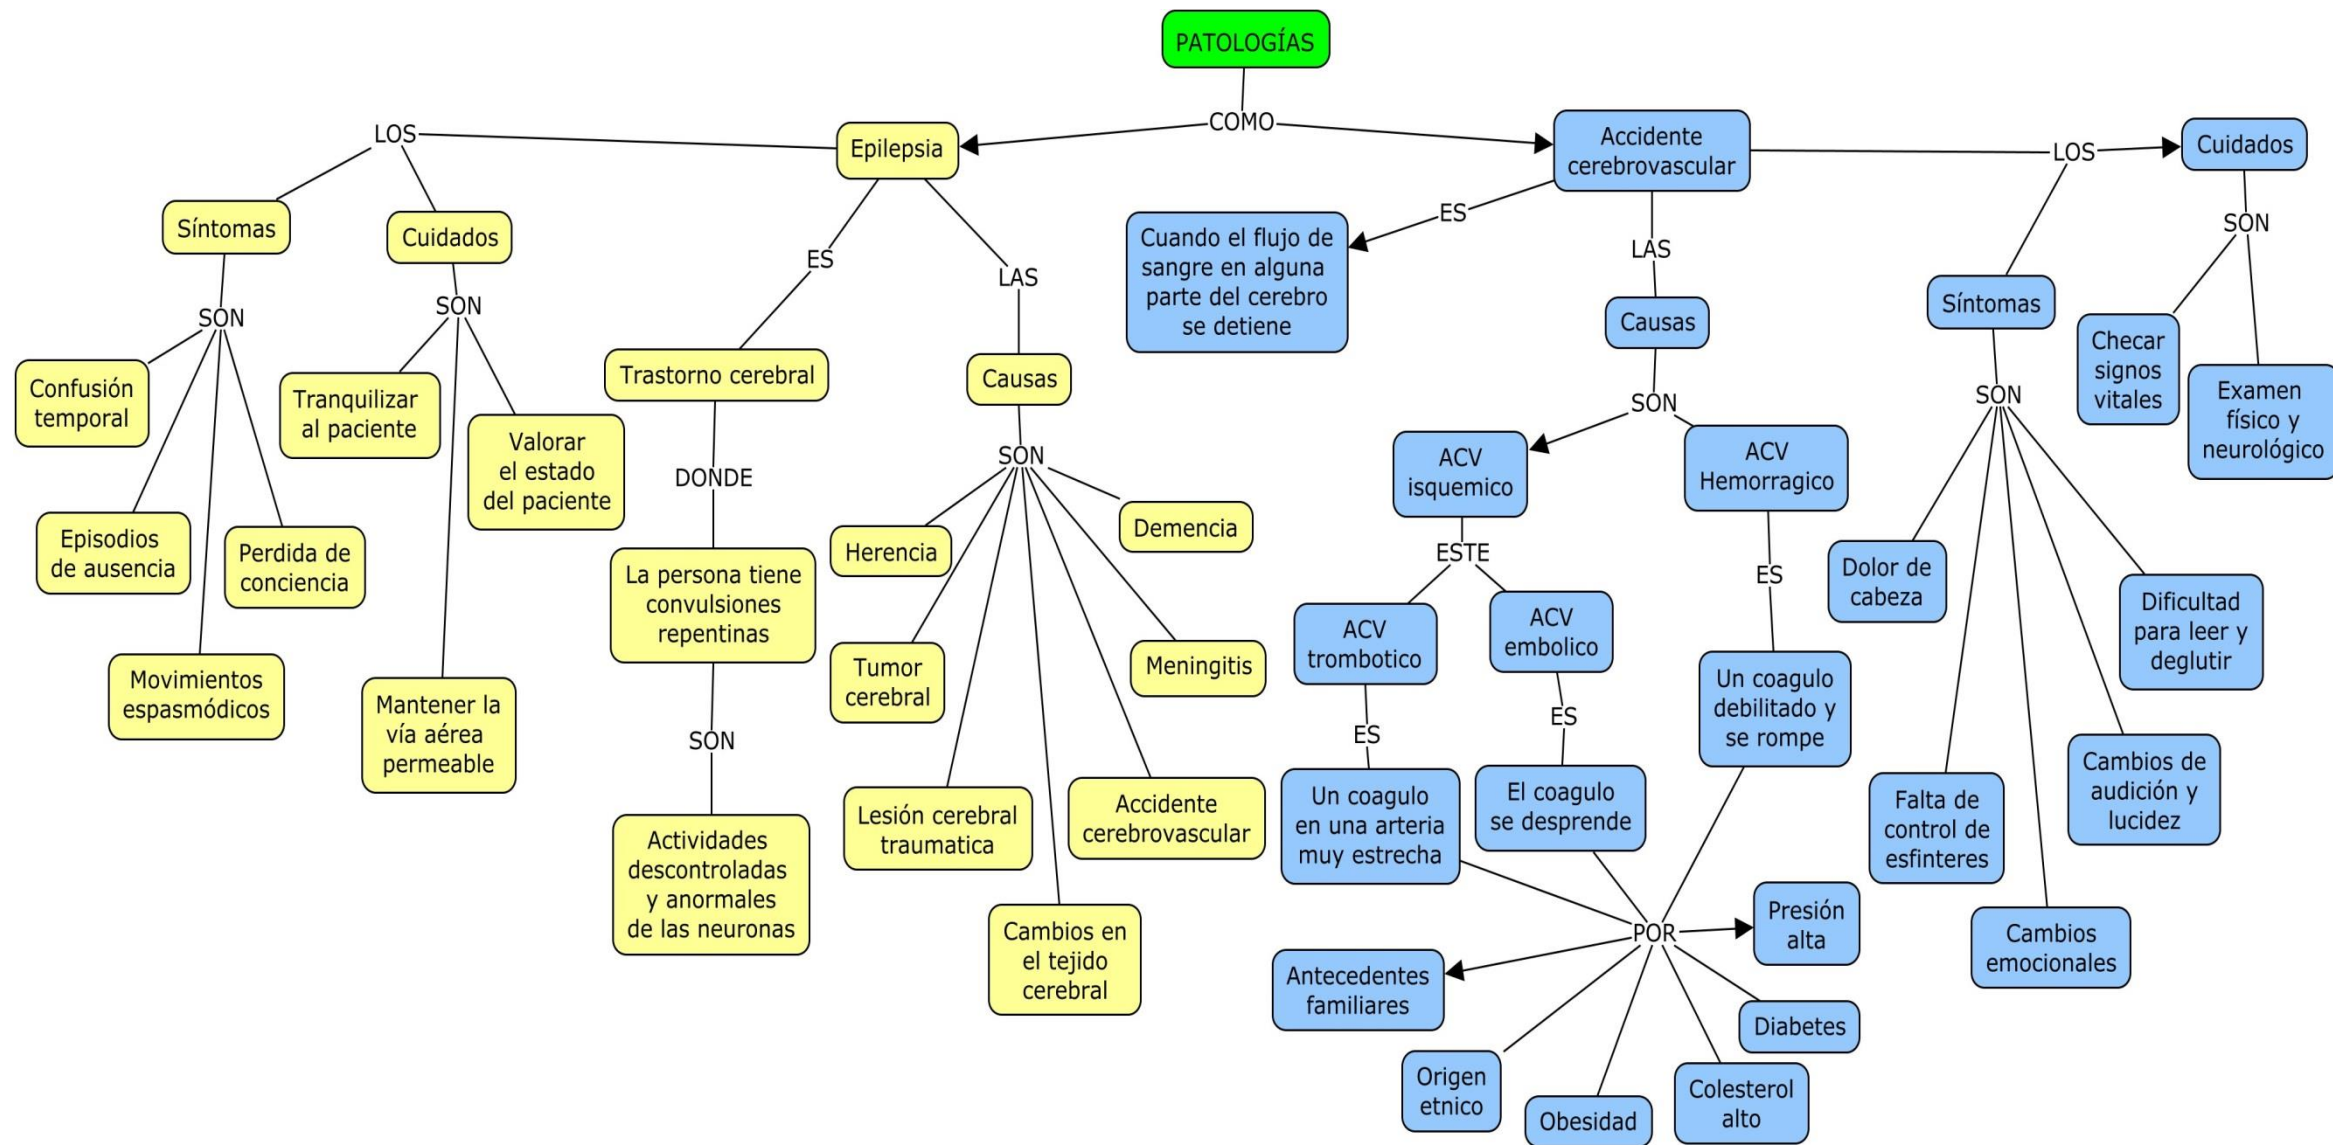 PATOLOGÍAS
COMO
Epilepsia
LOS
Síntomas
SON
Confusión
temporal
Episodios
de ausencia
Movimientos
espasmódicos
Perdida de
conciencia
Cuidados
SON
Tranquilizar
al paciente
Mantener la
vía aérea
permeable
Valorar
el estado
del paciente
ES
Trastorno cerebral
DONDE
La persona tiene
convulsiones
repentinas
SON
Actividades
descontroladas
y anormales
de las neuronas
LAS
Causas
SON
Herencia
Tumor
cerebral
Lesión cerebral
traumatica
Cambios en
el tejido
cerebral
Accidente
cerebrovascular
Meningitis
Demencia
Accidente
cerebrovascular
ES
Cuando el flujo de
sangre en alguna
parte del cerebro
se detiene
LAS
Causas
SON
ACV
isquemico
ESTE
ACV
trombotico
ES
Un coagulo
en una arteria
muy estrecha
ACV
embolico
ES
El coagulo
se desprende
ACV
Hemorragico
ES
Un coagulo
debilitado y
se rompe
POR
Antecedentes
familiares
Origen
etnico
Obesidad
Colesterol
alto
Diabetes
Presión
alta
LOS
Síntomas
SON
Dolor de
cabeza
Falta de
control de
esfinteres
Cambios
emocionales
Cambios de
audición y
lucidez
Dificultad
para leer y
deglutir
Cuidados
SON
Checar
signos
vitales
Examen
físico y
neurológico